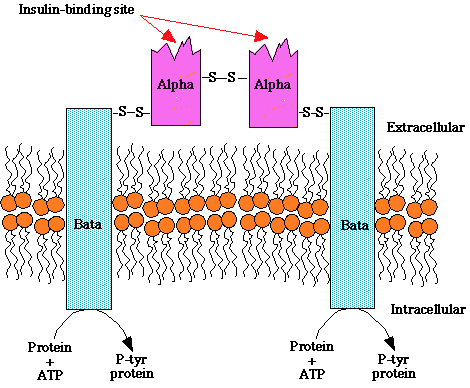 Insulin-binding site
Alpha
-S-S-
Alpha
-S-S-
-S-S-
Extracellular
Bata
Bata
Intracellular
Protein
+
ATP
P-tyr
protein
Protein
+
ATP
P-tyr
protein